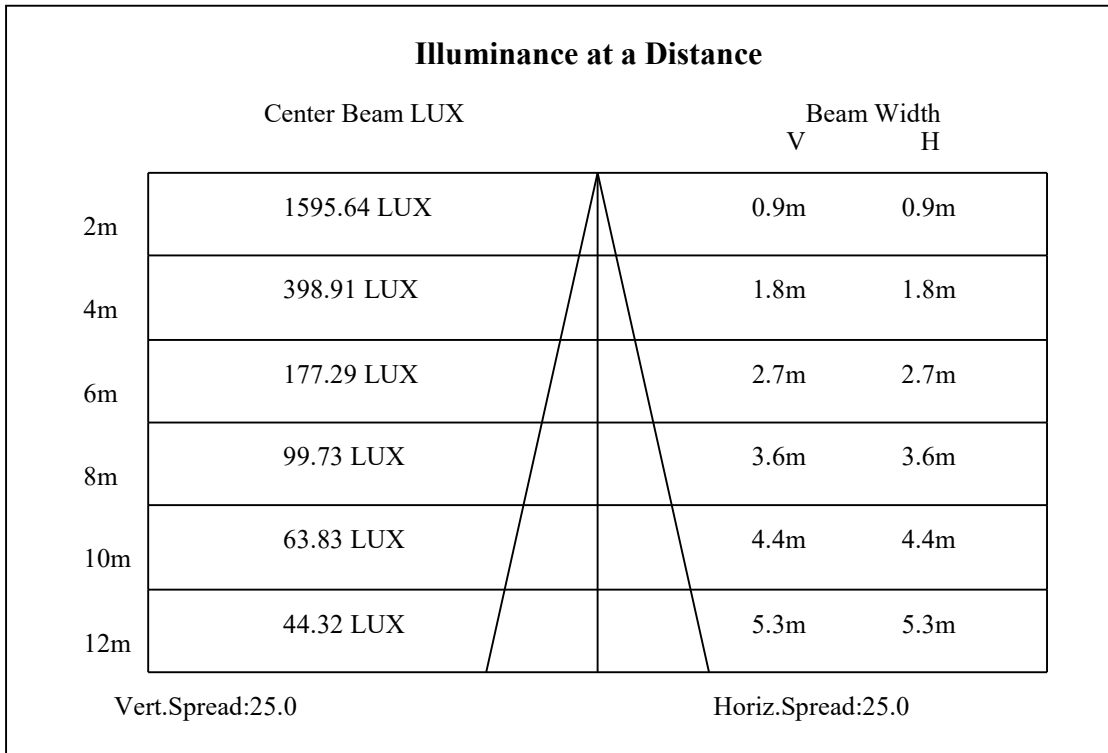 Illuminance at a Distance
Center Beam LUX Beam Width
V H
2m 1595.64 LUX 0.9m 0.9m
4m 398.91 LUX 1.8m 1.8m
6m 177.29 LUX 2.7m 2.7m
8m 99.73 LUX 3.6m 3.6m
10m 63.83 LUX 4.4m 4.4m
12m 44.32 LUX 5.3m 5.3m
Vert.Spread:25.0 Horiz.Spread:25.0